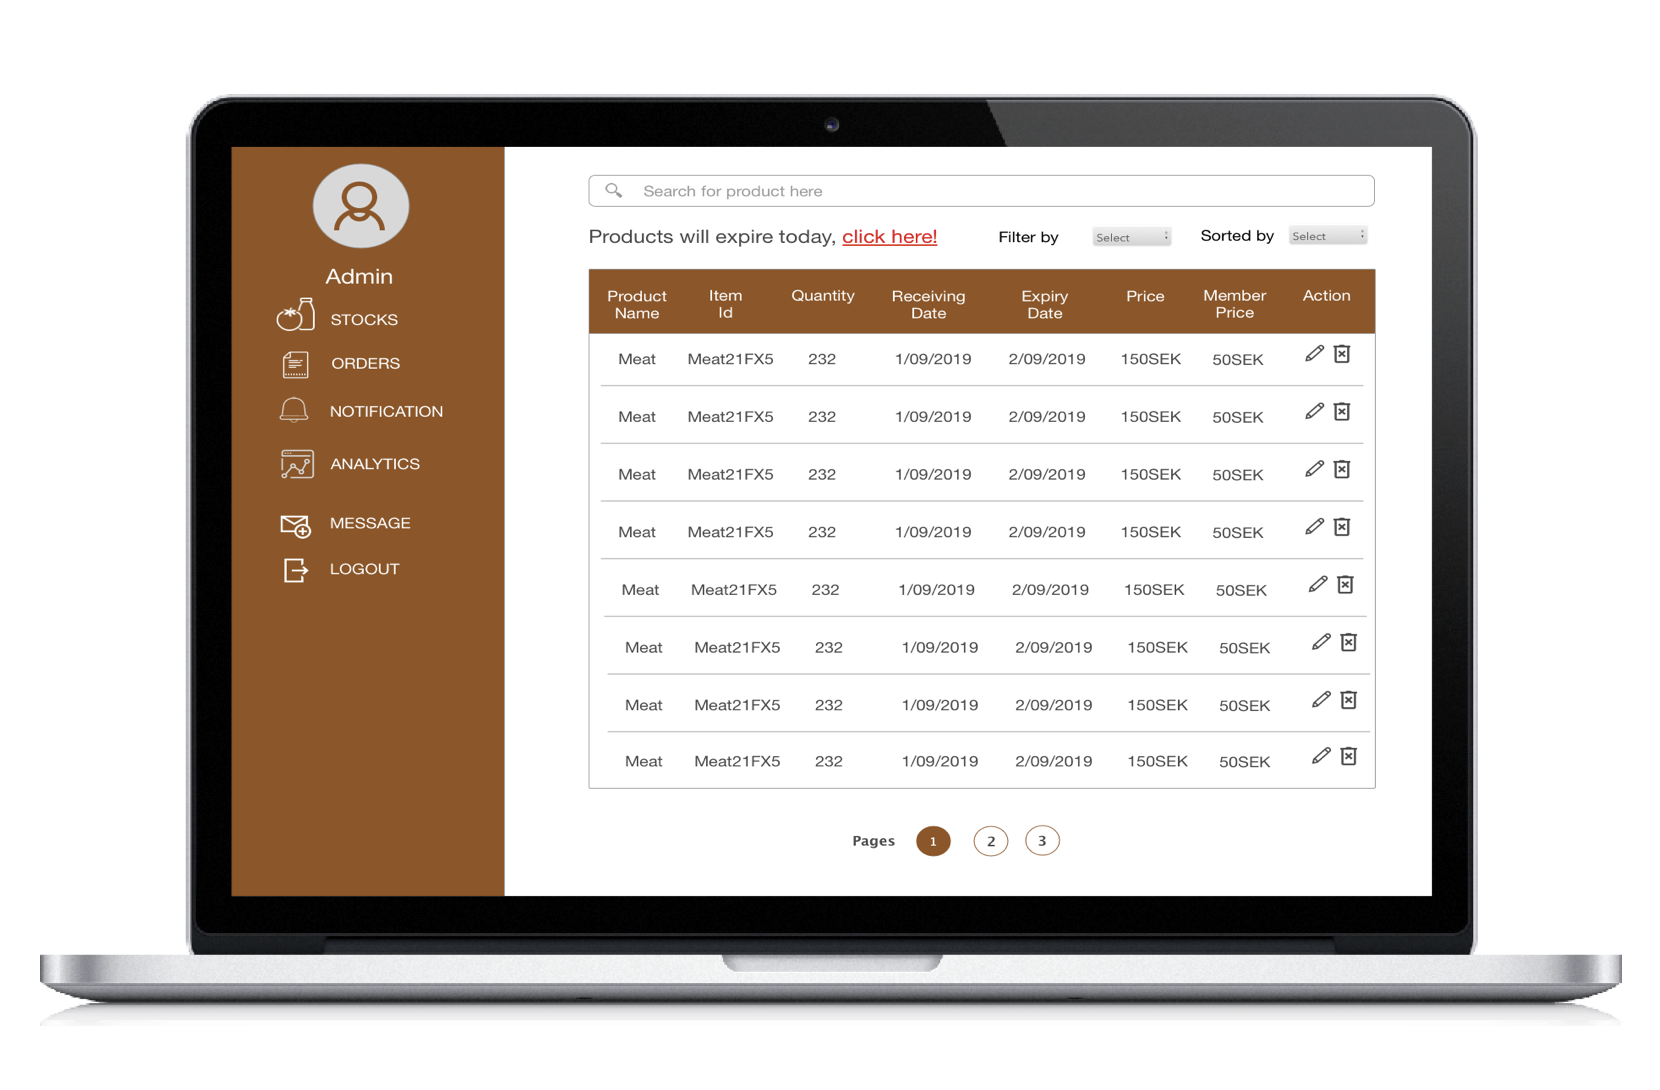 Admin
STOCKS
ORDERS
NOTIFICATION
ANALYTICS
MESSAGE
LOGOUT
Search for product here
Products will expire today, click here! Filter by Select Sorted by Select
Product Name Item Id Quantity Receiving Date Expiry Date Price Member Price Action
Meat Meat21FX5 232 1/09/2019 2/09/2019 150SEK 50SEK
Meat Meat21FX5 232 1/09/2019 2/09/2019 150SEK 50SEK
Meat Meat21FX5 232 1/09/2019 2/09/2019 150SEK 50SEK
Meat Meat21FX5 232 1/09/2019 2/09/2019 150SEK 50SEK
Meat Meat21FX5 232 1/09/2019 2/09/2019 150SEK 50SEK
Meat Meat21FX5 232 1/09/2019 2/09/2019 150SEK 50SEK
Meat Meat21FX5 232 1/09/2019 2/09/2019 150SEK 50SEK
Meat Meat21FX5 232 1/09/2019 2/09/2019 150SEK 50SEK
Pages 1 2 3